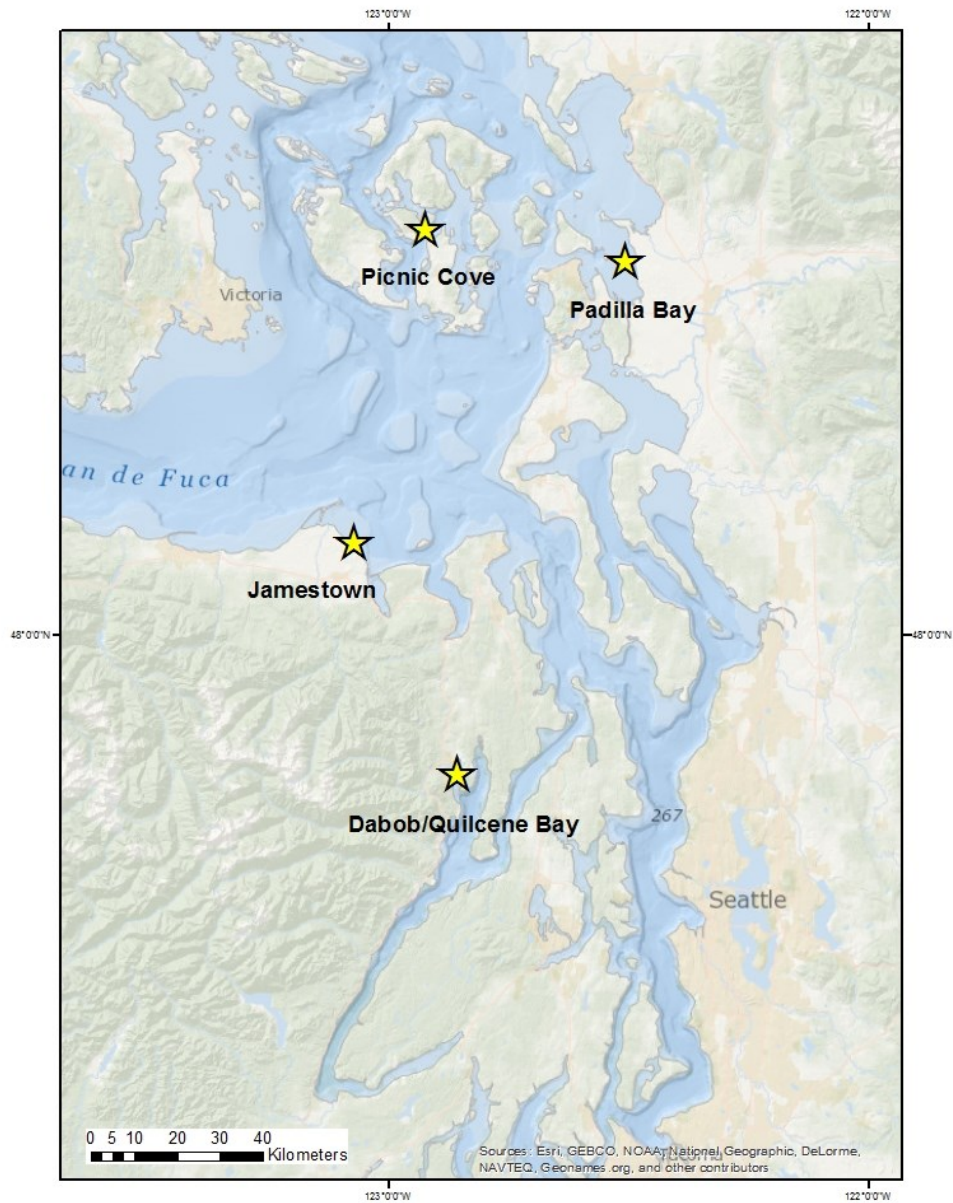 123°0'0"W
122°0'0"W
Picnic Cove
Padilla Bay
Victoria
an de Fuca
Jamestown
48°0'0"N
48°0'0"N
Dabob/Quilcene Bay
267
Seattle
0 5 10 20 30 40
Kilometers
Sources: Esri, GEBCO, NOAA, National Geographic, DeLorme,
NAVTEQ, Geonames.org, and other contributors
123°0'0"W
122°0'0"W